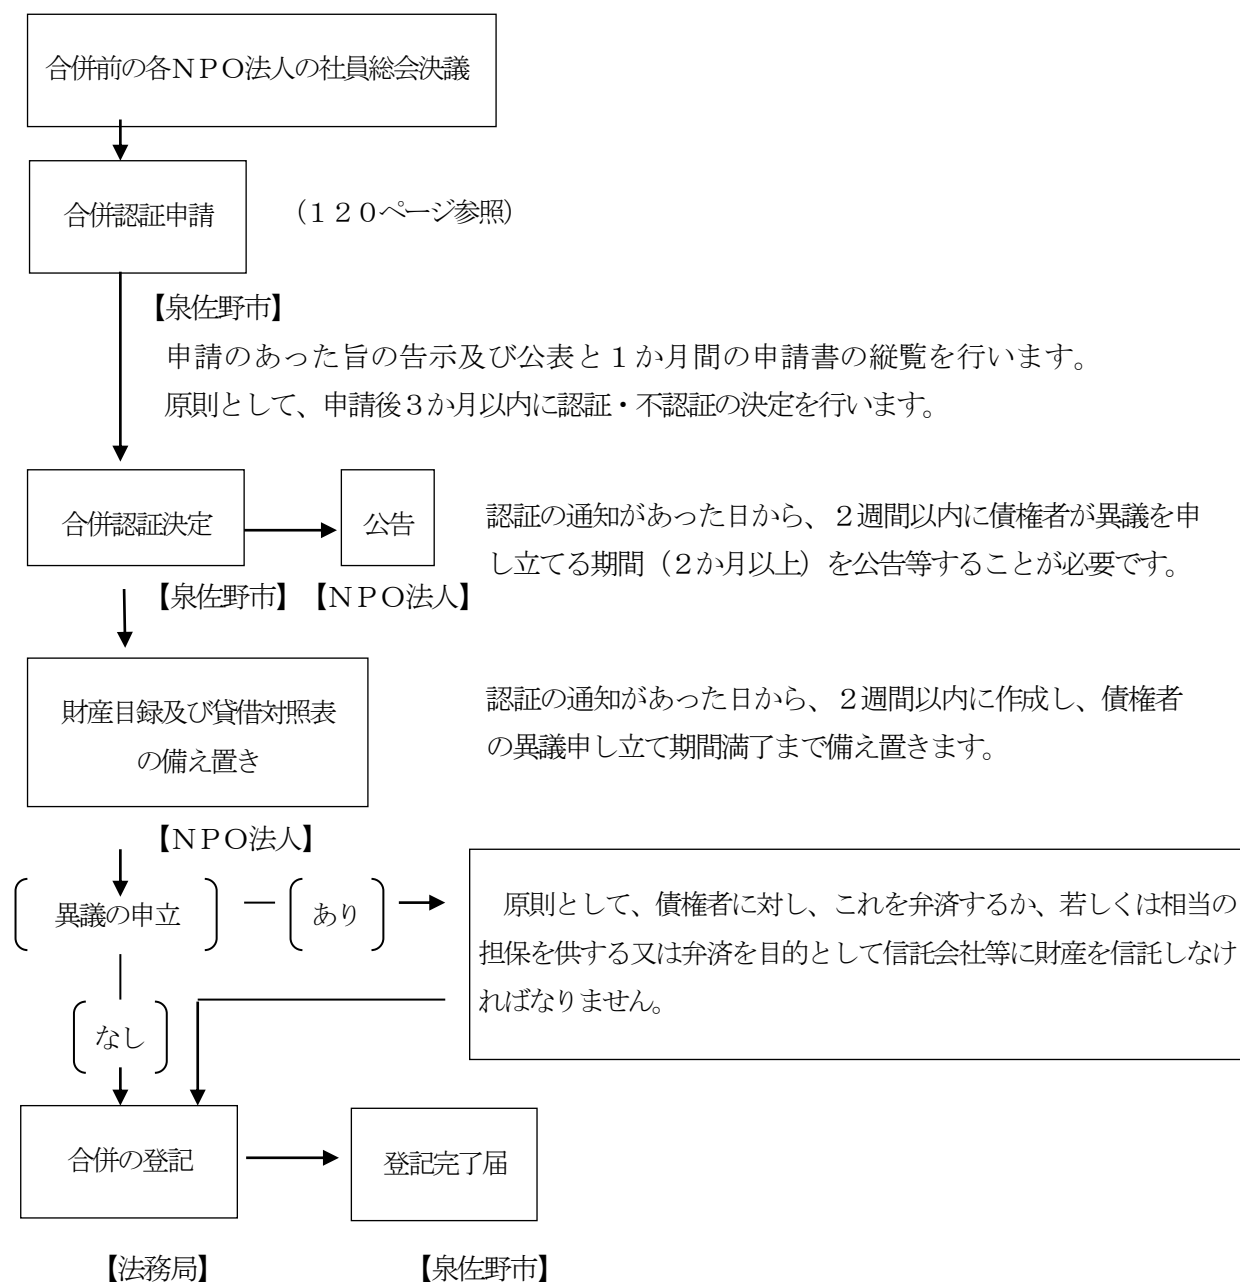 合併前の各ＮＰＯ法人の社員総会決議
合併認証申請
（１２０ページ参照）
【泉佐野市】
申請のあった旨の告示及び公表と１か月間の申請書の縦覧を行います。
原則として、申請後３か月以内に認証・不認証の決定を行います。
合併認証決定
公告
認証の通知があった日から、２週間以内に債権者が異議を申
し立てる期間（２か月以上）を公告等することが必要です。
【泉佐野市】【ＮＰＯ法人】
財産目録及び貸借対照表
の備え置き
認証の通知があった日から、２週間以内に作成し、債権者
の異議申し立て期間満了まで備え置きます。
【ＮＰＯ法人】
異議の申立
あり
原則として、債権者に対し、これを弁済するか、若しくは相当の
担保を供する又は弁済を目的として信託会社等に財産を信託しなけ
ればなりません。
なし
合併の登記
登記完了届
【法務局】
【泉佐野市】